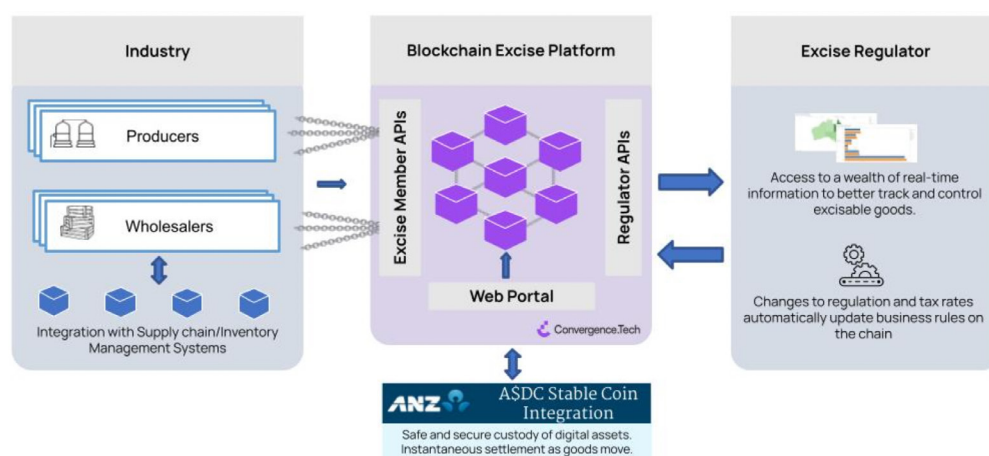 Industry
Producers
Wholesalers
Integration with Supply chain/Inventory
Management Systems
Blockchain Excise Platform
Excise Member APIs
Regulator APIs
Web Portal
Convergence.Tech
ANZ
A$DC Stable Coin
Integration
Safe and secure custody of digital assets.
Instantaneous settlement as goods move.
Excise Regulator
Access to a wealth of real-time
information to better track and control
excisable goods.
Changes to regulation and tax rates
automatically update business rules on
the chain